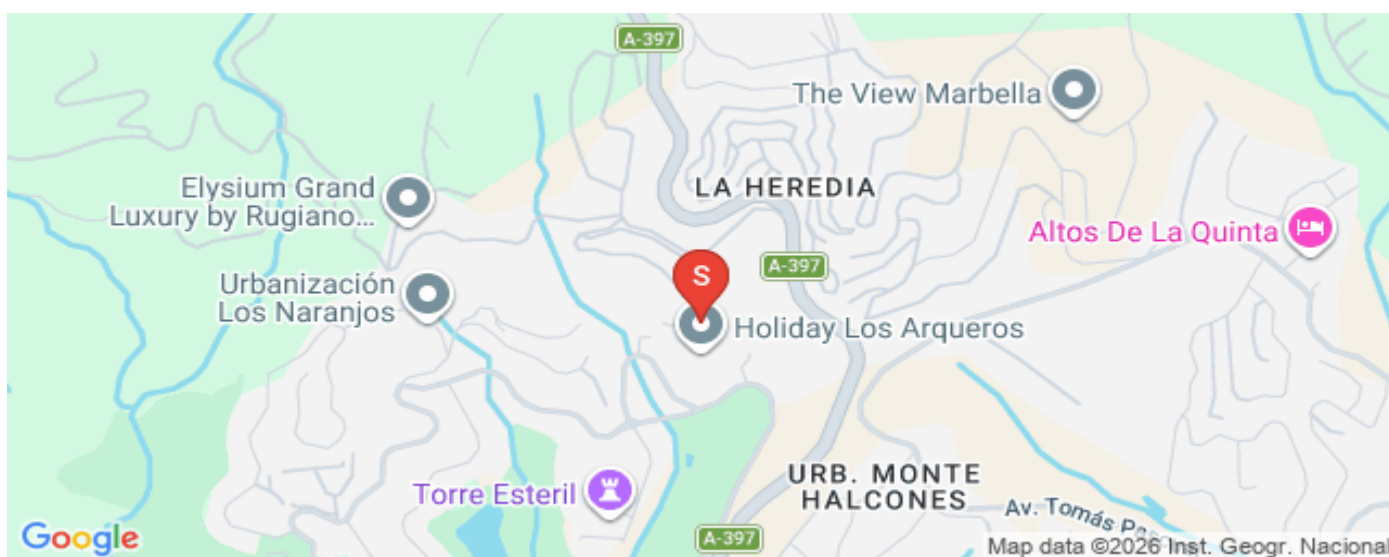 A-397
The View Marbella
Elysium Grand
Luxury by Rugiano...
LA HEREDIA
Altos De La Quinta
A-397
Urbanización
Los Naranjos
S
Holiday Los Arqueros
URB. MONTE
HALCONES
Torre Esteril
Av. Tomás
A-397
Google
Map data ©2026 Inst. Geogr. Nacional